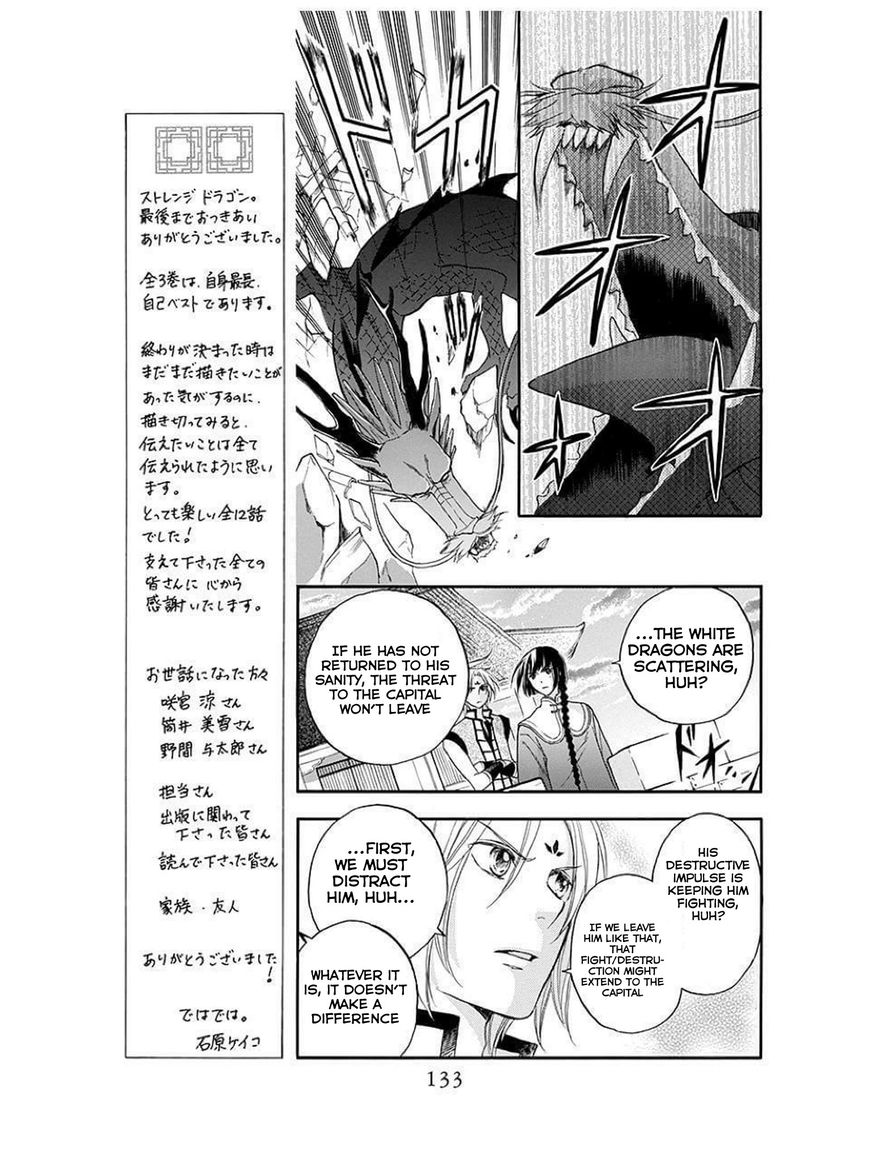 ストレンジ ドラゴン。
最後までおつきあい
ありがとうございました。
全3巻は、自身最長、
自己ベストであります。
終わりが決まった時は
まだまだ描きたいことが
あった気がするのに、
描き切ってみると、
伝えたいことは全て
伝えられたように思い
ます。
とっても楽しい全12話
でした!
支えて下さった全ての
皆さんに 心から
感謝いたします。
お世話になった方々
咲宮 涼さん
筒井 美雪さん
野間 与太郎さん
担当さん
出版に関わって
下さった皆さん
読んで下さった皆さん
家族・友人
ありがとうございました
!
ではでは。
石原ケイコ
ドカ
...THE WHITE
DRAGONS ARE
SCATTERING,
HUH?
IF HE HAS NOT
RETURNED TO HIS
SANITY, THE THREAT
TO THE CAPITAL
WON'T LEAVE
ドォ
HIS
DESTRUCTIVE
IMPULSE IS
KEEPING HIM
FIGHTING,
HUH?
IF WE LEAVE
HIM LIKE THAT,
THAT
FIGHT/DESTRU-
CTION MIGHT
EXTEND TO THE
CAPITAL
...FIRST,
WE MUST
DISTRACT
HIM, HUH...
WHATEVER IT
IS, IT DOESN'T
MAKE A
DIFFERENCE
133